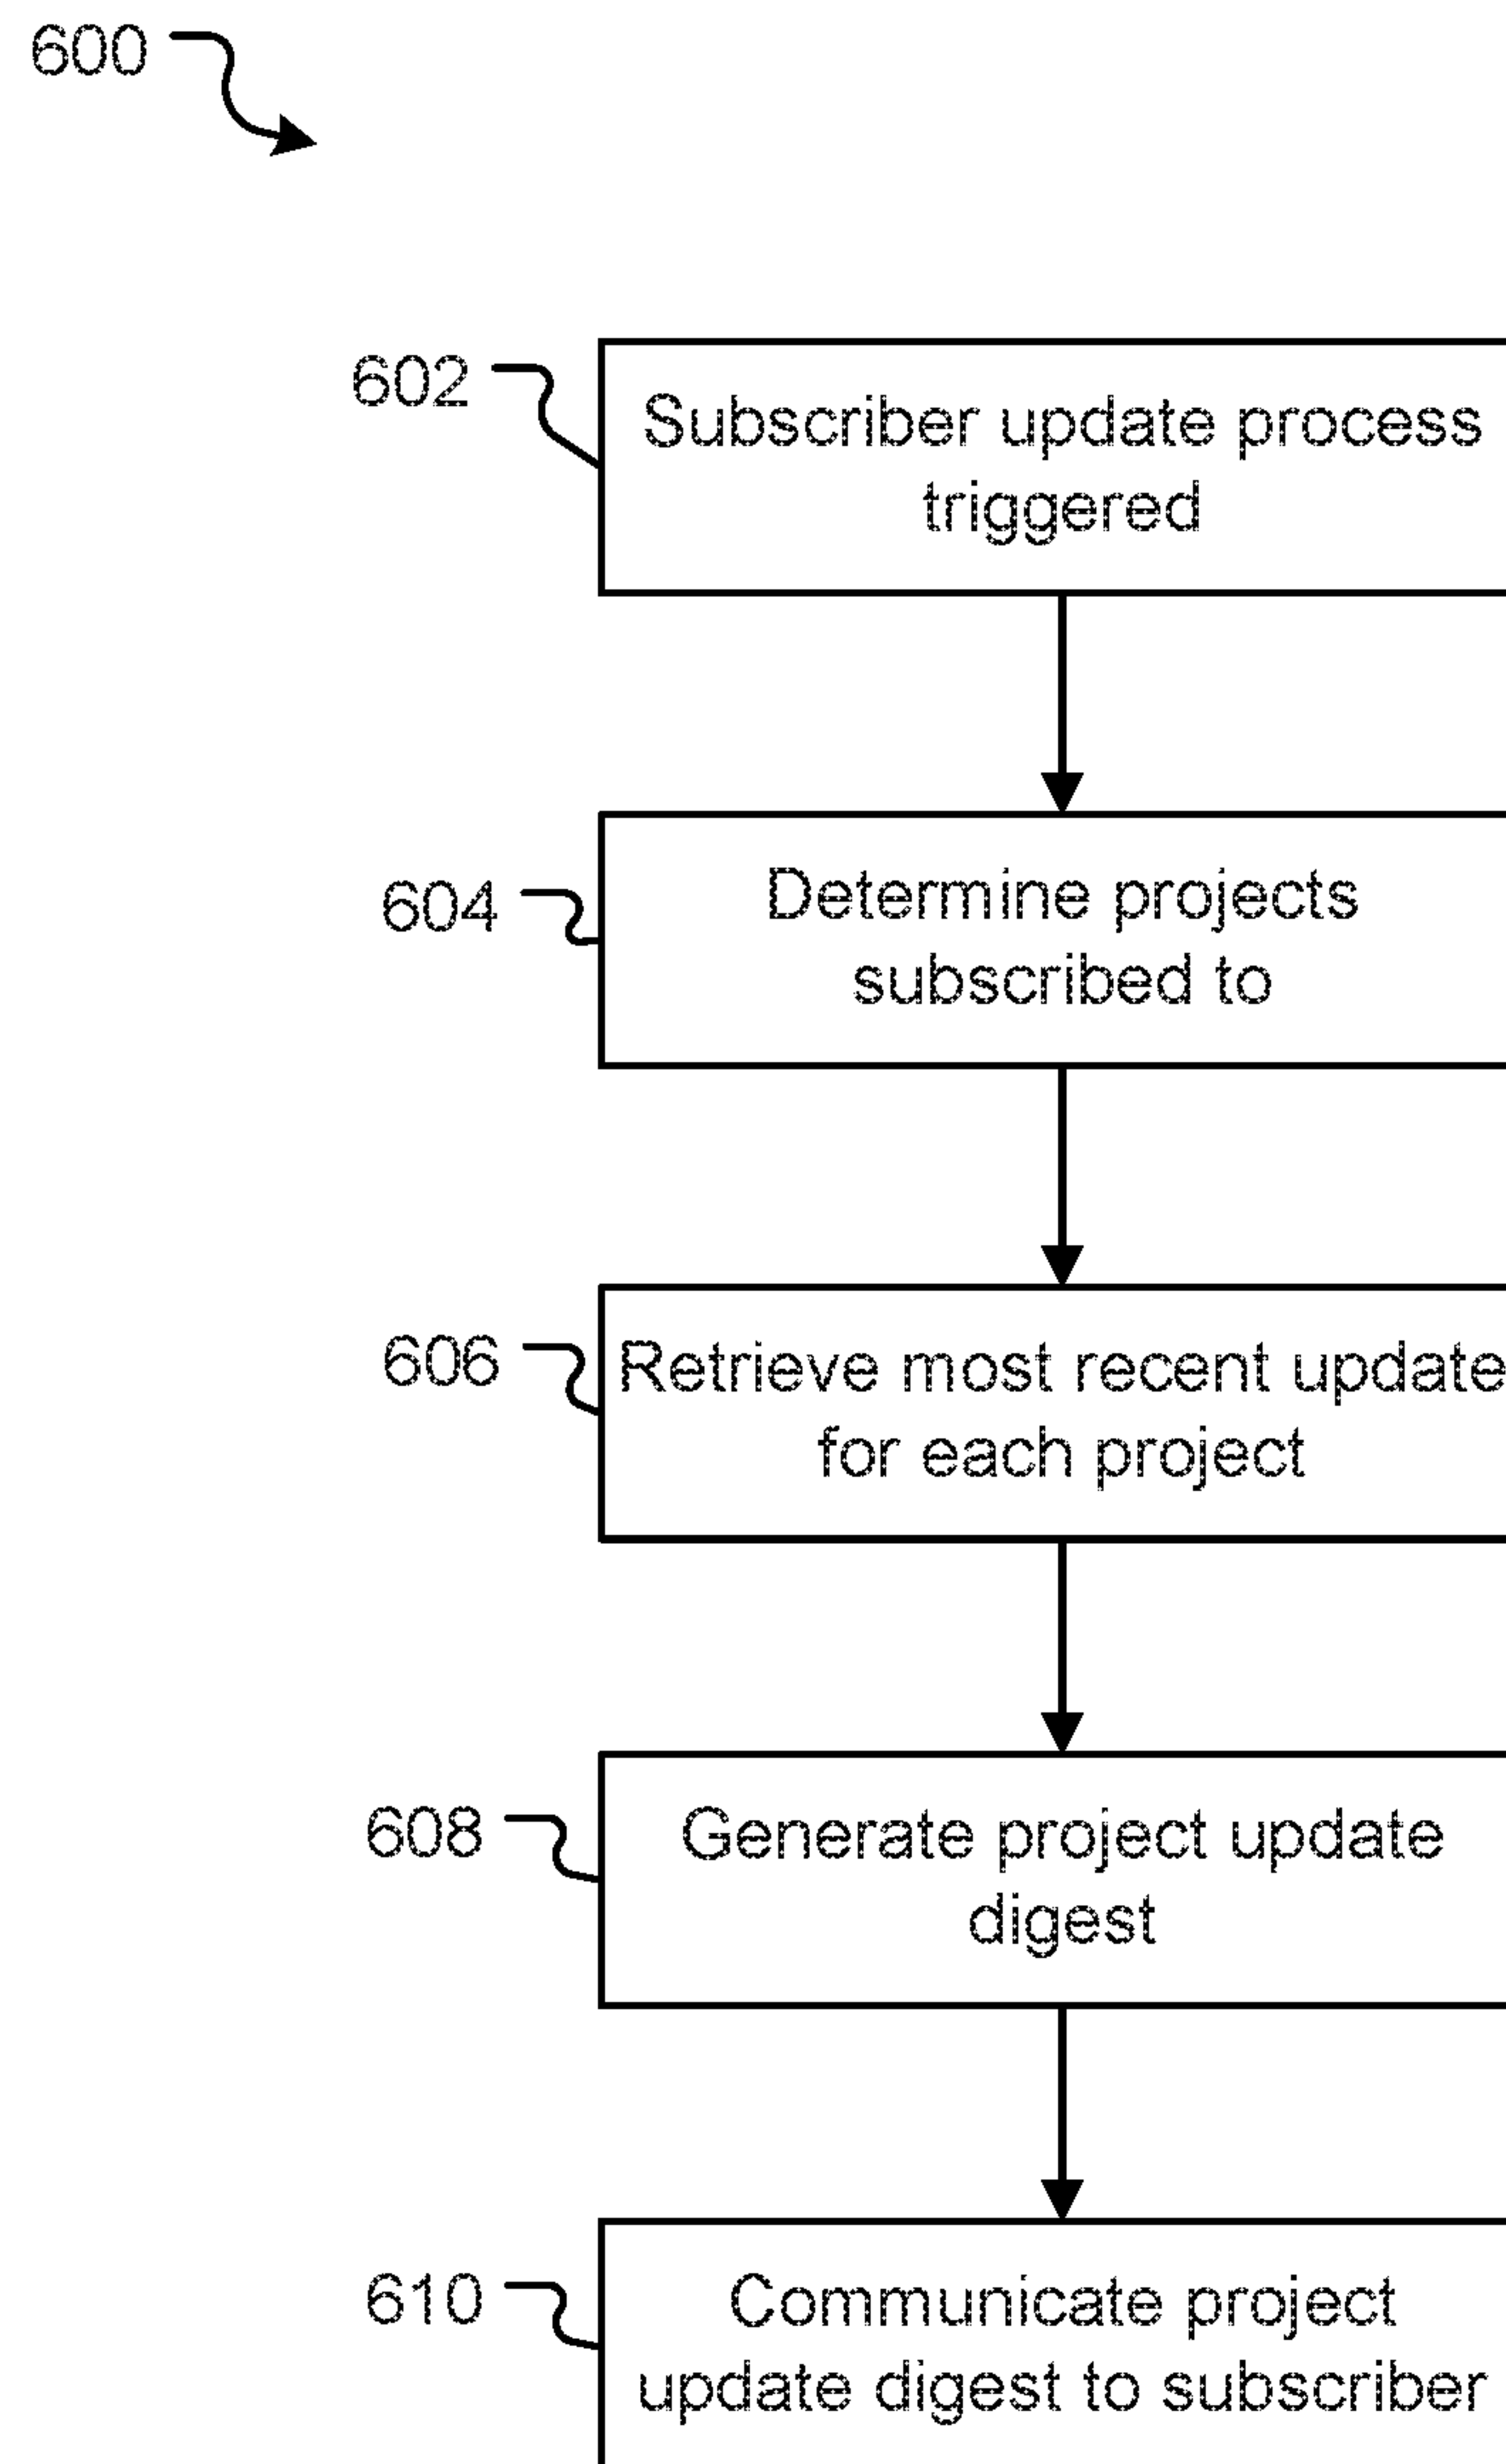 600
602
Subscriber update process
triggered
604
Determine projects
subscribed to
606
Retrieve most recent update
for each project
608
Generate project update
digest
610
Communicate project
update digest to subscriber